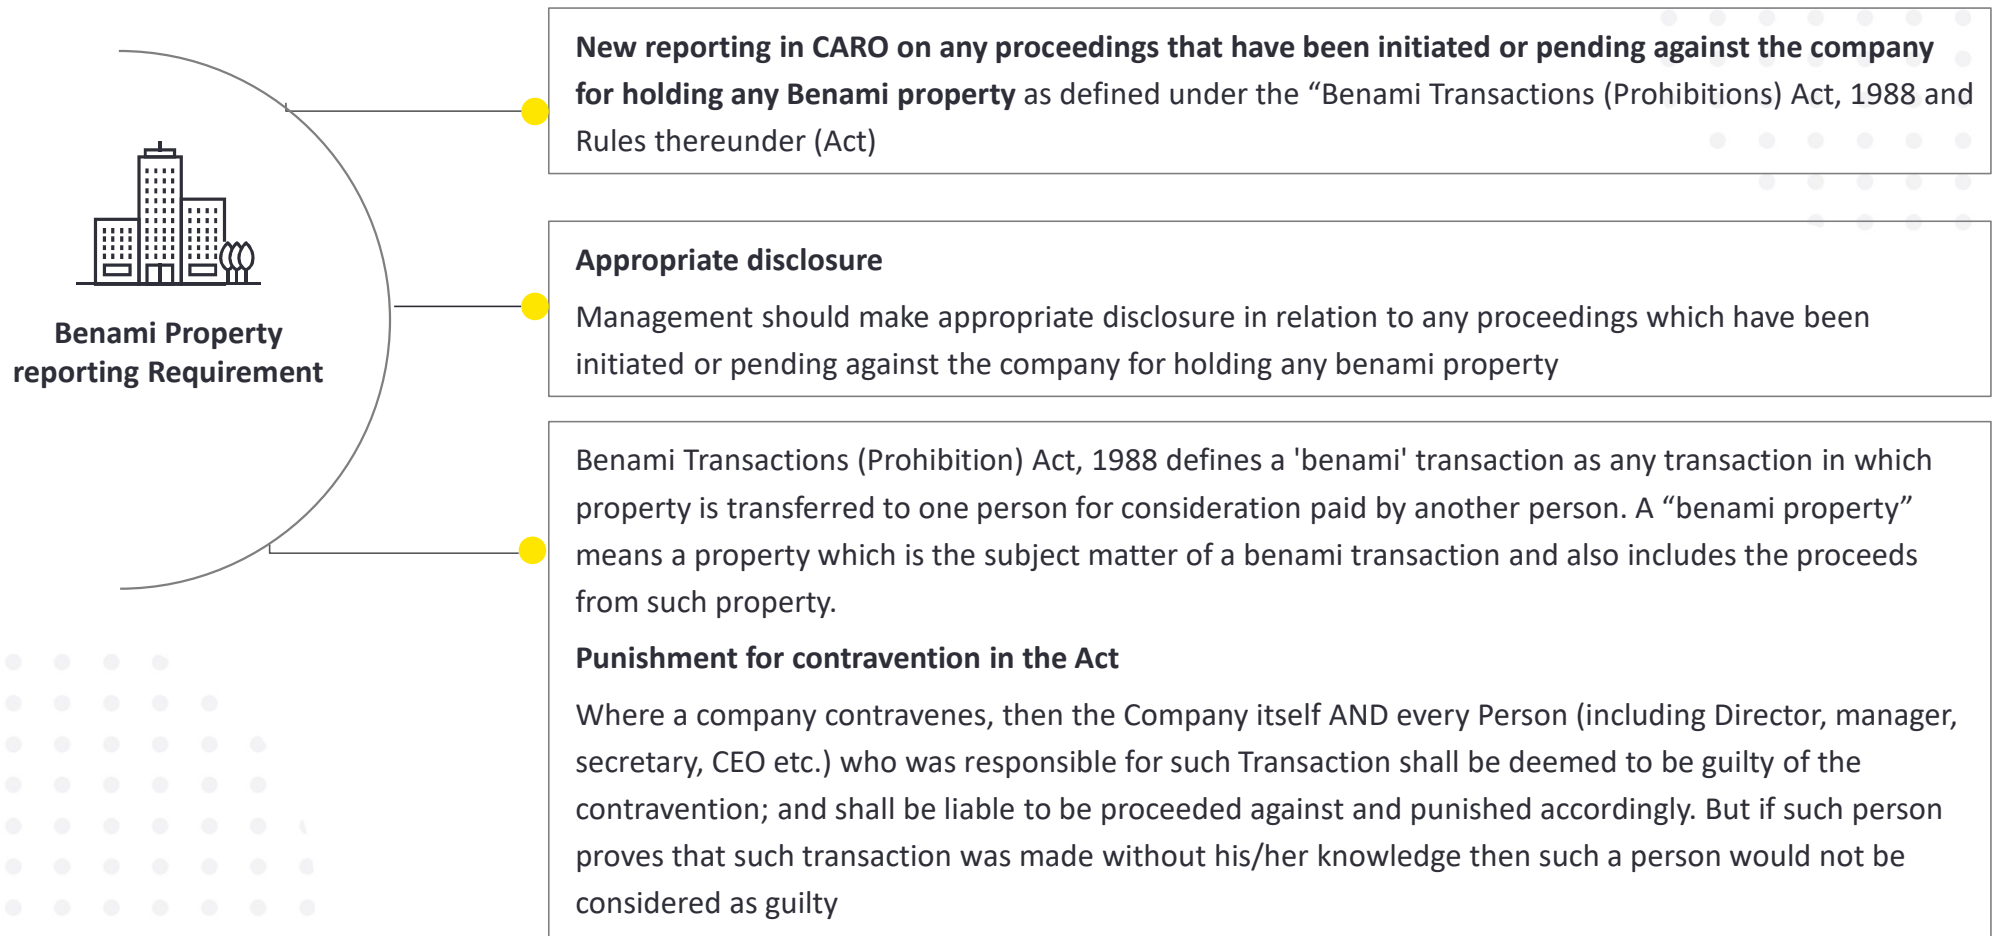 Benami Property
reporting Requirement
New reporting in CARO on any proceedings that have been initiated or pending against the company
for holding any Benami property as defined under the “Benami Transactions (Prohibitions) Act, 1988 and
Rules thereunder (Act)
Appropriate disclosure
Management should make appropriate disclosure in relation to any proceedings which have been
initiated or pending against the company for holding any benami property
Benami Transactions (Prohibition) Act, 1988 defines a 'benami' transaction as any transaction in which
property is transferred to one person for consideration paid by another person. A “benami property”
means a property which is the subject matter of a benami transaction and also includes the proceeds
from such property.
Punishment for contravention in the Act
Where a company contravenes, then the Company itself AND every Person (including Director, manager,
secretary, CEO etc.) who was responsible for such Transaction shall be deemed to be guilty of the
contravention; and shall be liable to be proceeded against and punished accordingly. But if such person
proves that such transaction was made without his/her knowledge then such a person would not be
considered as guilty